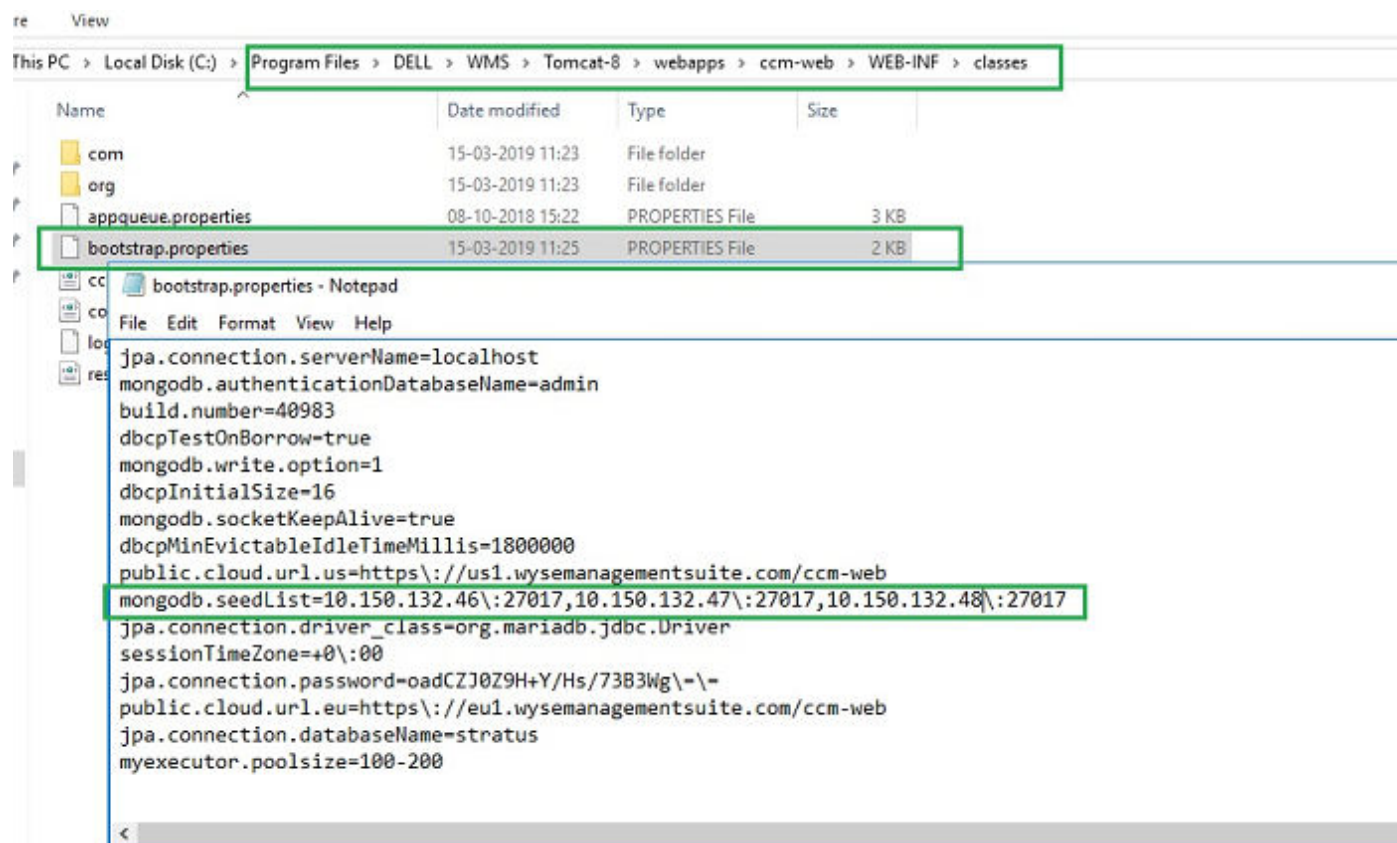 re View
This PC > Local Disk (C:) > Program Files > DELL > WMS > Tomcat-8 > webapps > ccm-web > WEB-INF > classes
Name Date modified Type Size
com 15-03-2019 11:23 File folder
org 15-03-2019 11:23 File folder
appqueue.properties 08-10-2018 15:22 PROPERTIES File 3 KB
bootstrap.properties 15-03-2019 11:25 PROPERTIES File 2 KB
cc
bootstrap.properties - Notepad
co
File Edit Format View Help
log
res
jpa.connection.serverName=localhost
mongodb.authenticationDatabaseName=admin
build.number=40983
dbcpTestOnBorrow=true
mongodb.write.option=1
dbcpInitialSize=16
mongodb.socketKeepAlive=true
dbcpMinEvictableIdleTimeMillis=1800000
public.cloud.url.us=https\://us1.wysemanagementsuite.com/ccm-web
mongodb.seedList=10.150.132.46\:27017,10.150.132.47\:27017,10.150.132.48\:27017
jpa.connection.driver_class=org.mariadb.jdbc.Driver
sessionTimeZone=+0\:00
jpa.connection.password=oadCZJ0Z9H+Y/Hs/73B3Wg\=\=
public.cloud.url.eu=https\://eu1.wysemanagementsuite.com/ccm-web
jpa.connection.databaseName=stratus
myexecutor.poolsize=100-200